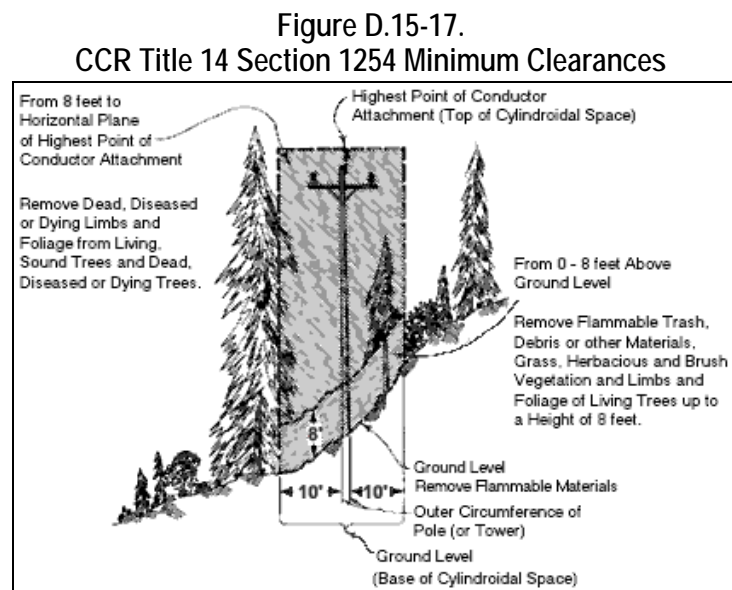 Figure D.15-17.
CCR Title 14 Section 1254 Minimum Clearances
From 8 feet to
Horizontal Plane
of Highest Point of
Conductor Attachment
Remove Dead, Diseased
or Dying Limbs and
Foliage from Living,
Sound Trees and Dead,
Diseased or Dying Trees.
Highest Point of Conductor
Attachment (Top of Cylindroidal Space)
From 0 - 8 feet Above
Ground Level
Remove Flammable Trash,
Debris or other Materials,
Grass, Herbacious and Brush
Vegetation and Limbs and
Foliage of Living Trees up to
a Height of 8 feet.
8'
10'
10'
Ground Level
Remove Flammable Materials
Outer Circumference of
Pole (or Tower)
Ground Level
(Base of Cylindroidal Space)